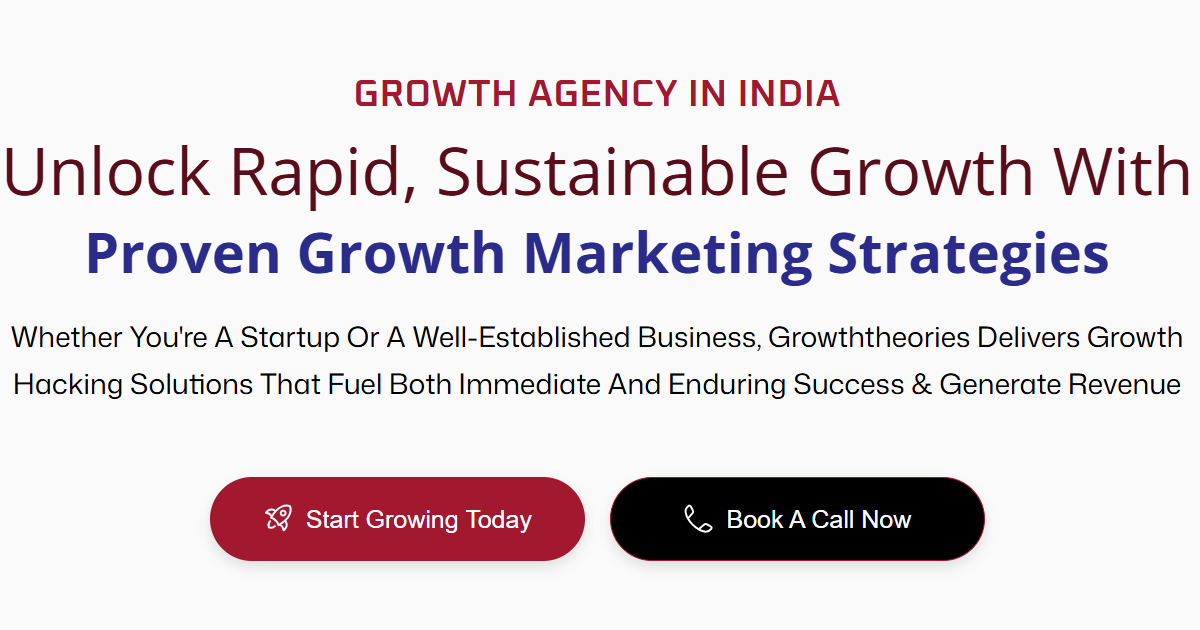 GROWTH AGENCY IN INDIA
Unlock Rapid, Sustainable Growth With
Proven Growth Marketing Strategies
Whether You're A Startup Or A Well-Established Business, Growththeories Delivers Growth
Hacking Solutions That Fuel Both Immediate And Enduring Success & Generate Revenue
Start Growing Today
Book A Call Now